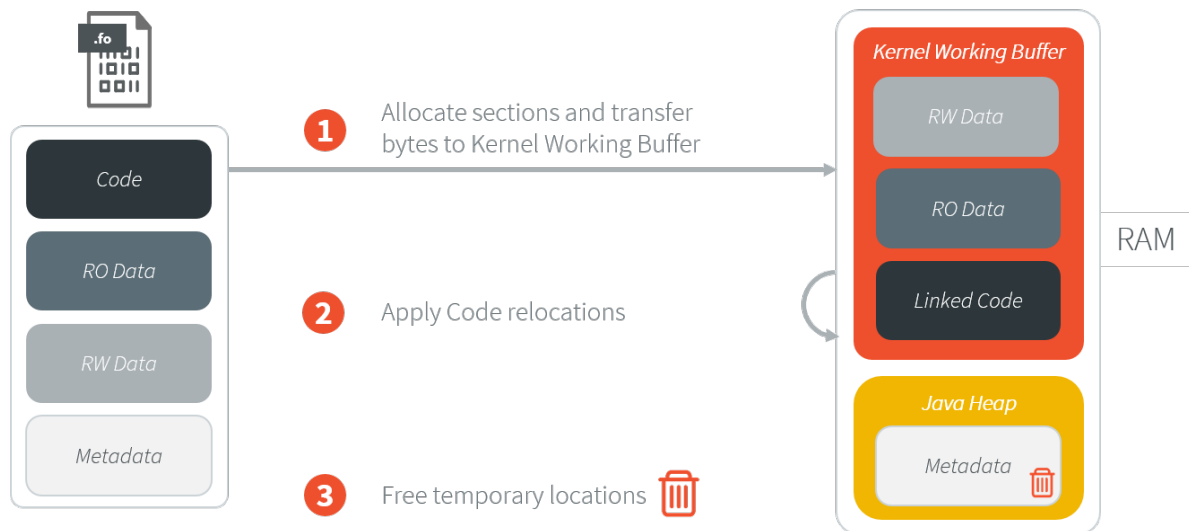 .fo
Code
RO Data
RW Data
Metadata
1
Allocate sections and transfer
bytes to Kernel Working Buffer
2
Apply Code relocations
3
Free temporary locations
Kernel Working Buffer
RW Data
RO Data
Linked Code
Java Heap
Metadata
RAM